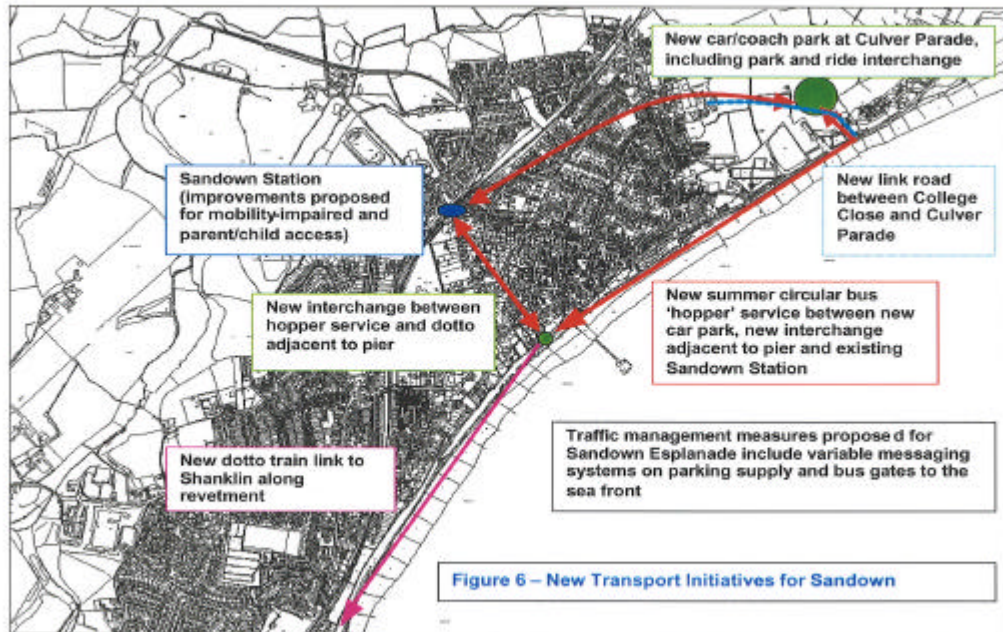 New car/coach park at Culver Parade,
including park and ride interchange
Sandown Station
(improvements proposed
for mobility-impaired and
parent/child access)
New link road
between College
Close and Culver
Parade
New interchange between
hopper service and dotto
adjacent to pier
New summer circular bus
‘hopper’ service between new
car park, new interchange
adjacent to pier and existing
Sandown Station
Traffic management measures proposed for
Sandown Esplanade include variable messaging
systems on parking supply and bus gates to the
sea front
New dotto train link to
Shanklin along
revetment
Figure 6 – New Transport Initiatives for Sandown